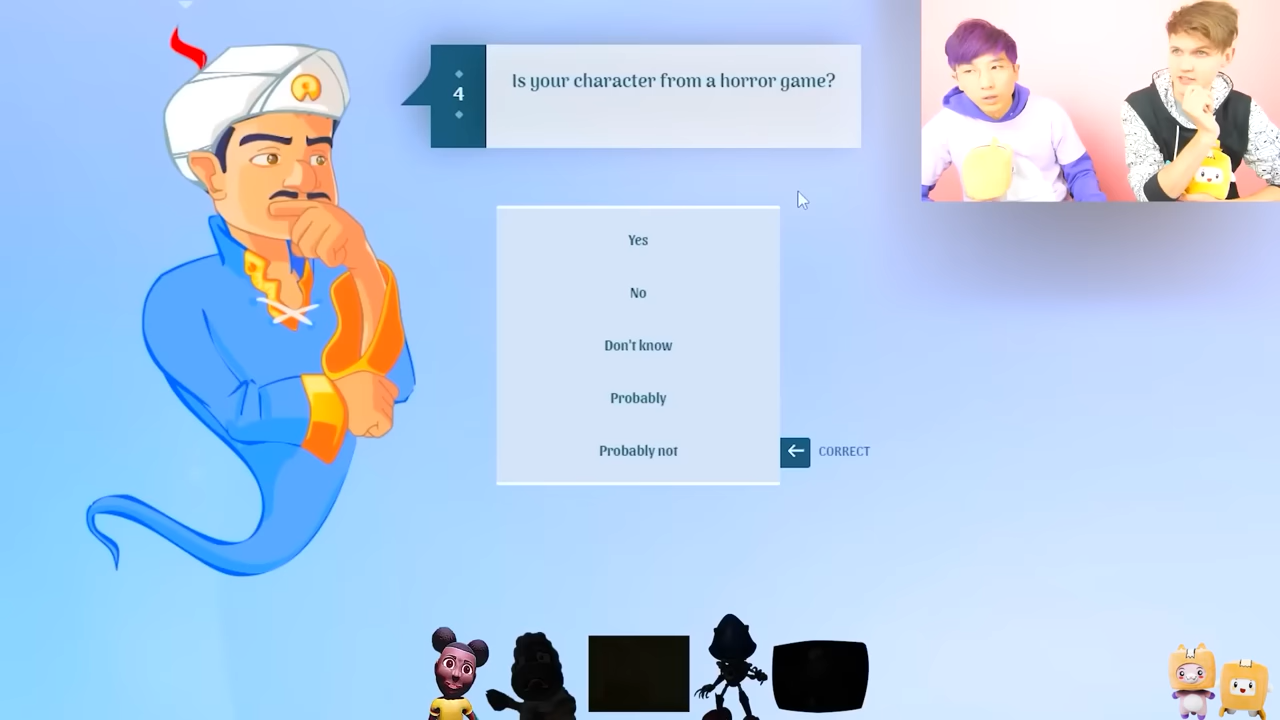 4
Is your character from a horror game?
Yes
No
Don't know
Probably
Probably not
CORRECT